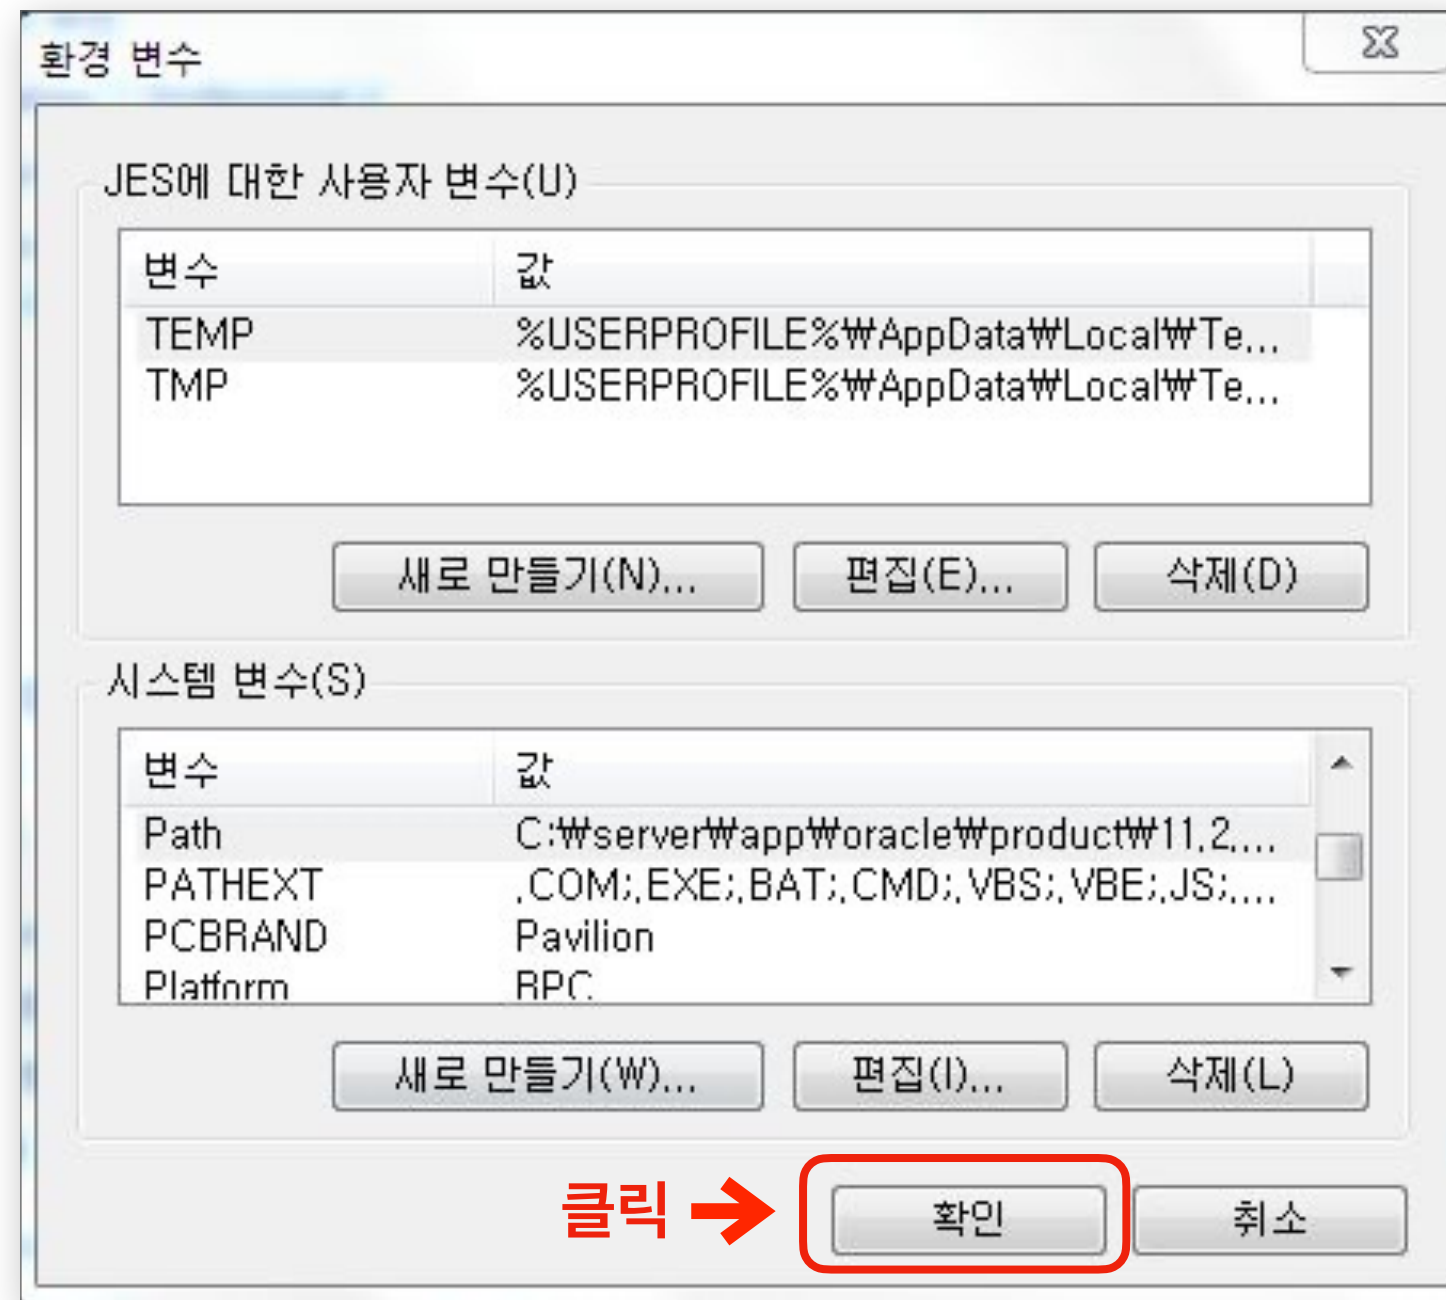 환경 변수
JES에 대한 사용자 변수(U)
변수 값
TEMP %USERPROFILE%₩AppData₩Local₩Te...
TMP %USERPROFILE%₩AppData₩Local₩Te...
새로 만들기(N)... 편집(E)... 삭제(D)
시스템 변수(S)
변수 값
Path C:₩server₩app₩oracle₩product₩11.2....
PATHEXT .COM;.EXE;.BAT;.CMD;.VBS;.VBE;.JS;....
PCBRAND Pavilion
Platform BPC
새로 만들기(W)... 편집(I)... 삭제(L)
클릭 → 확인 취소